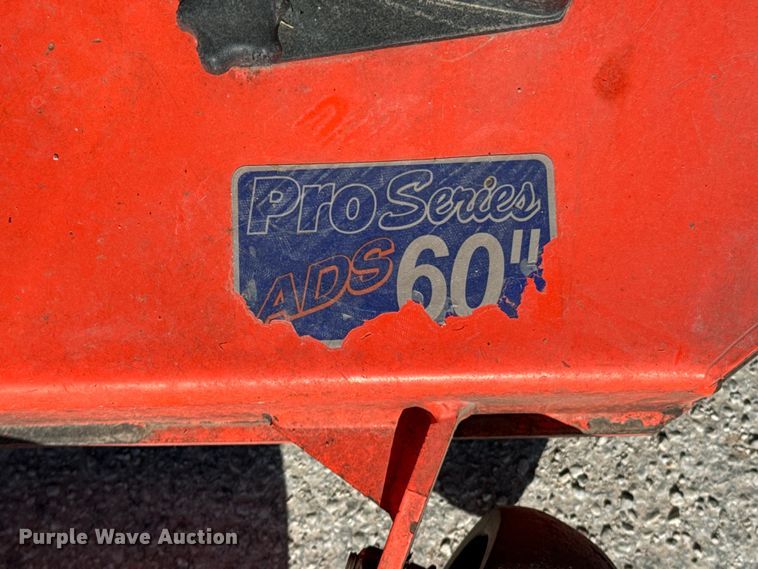 Pro Series
ADS 60"
Purple Wave Auction